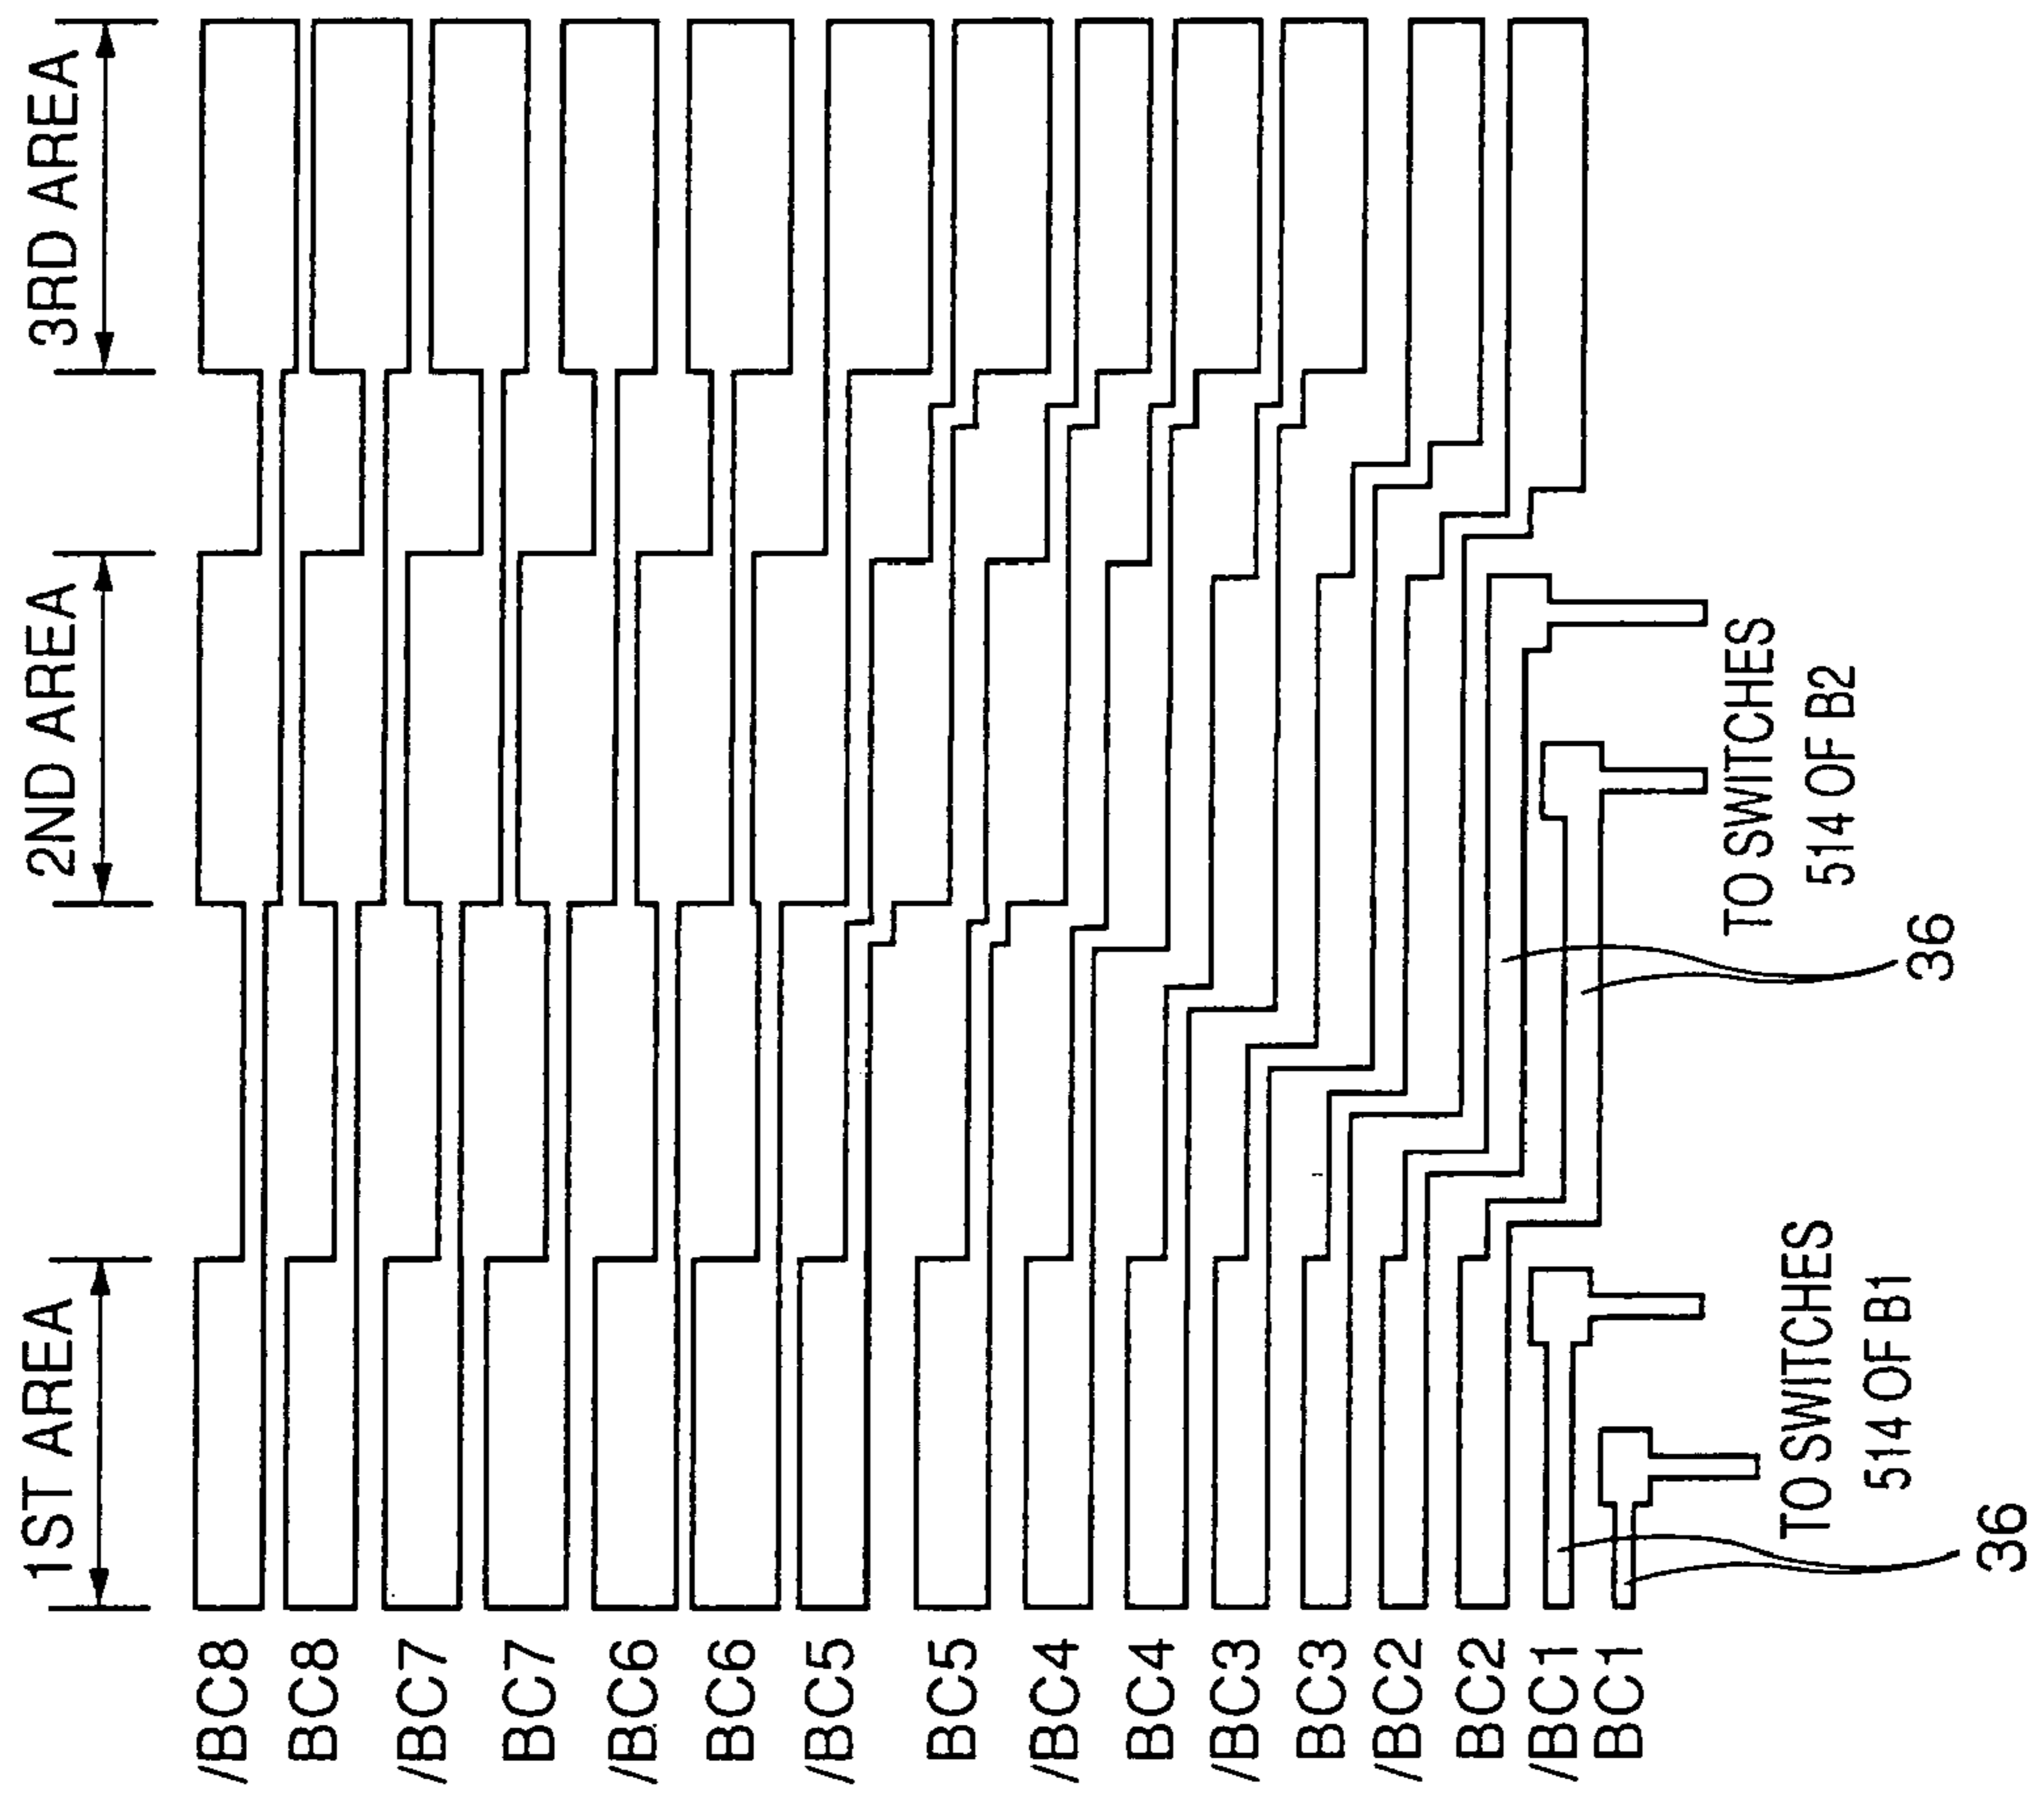 1ST AREA
2ND AREA
3RD AREA
/BC8
BC8
/BC7
BC7
/BC6
BC6
/BC5
BC5
/BC4
BC4
/BC3
BC3
/BC2
BC2
/BC1
BC1
TO SWITCHES
514 OF B1
36
TO SWITCHES
514 OF B2
36